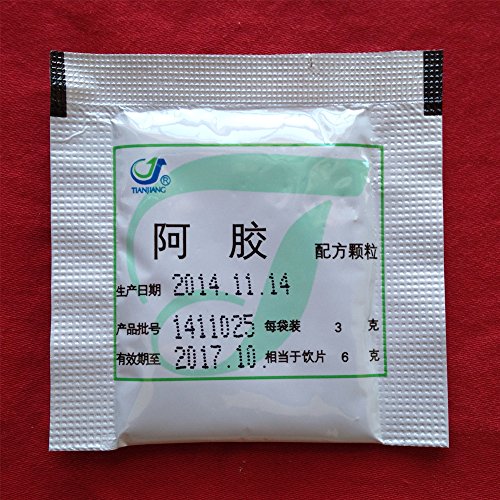 TIANJIANG®
阿 胶 配方颗粒
生产日期 2014.11.14
产品批号 1411025 每袋装 3 克
有效期至 2017.10. 相当于饮片 6 克